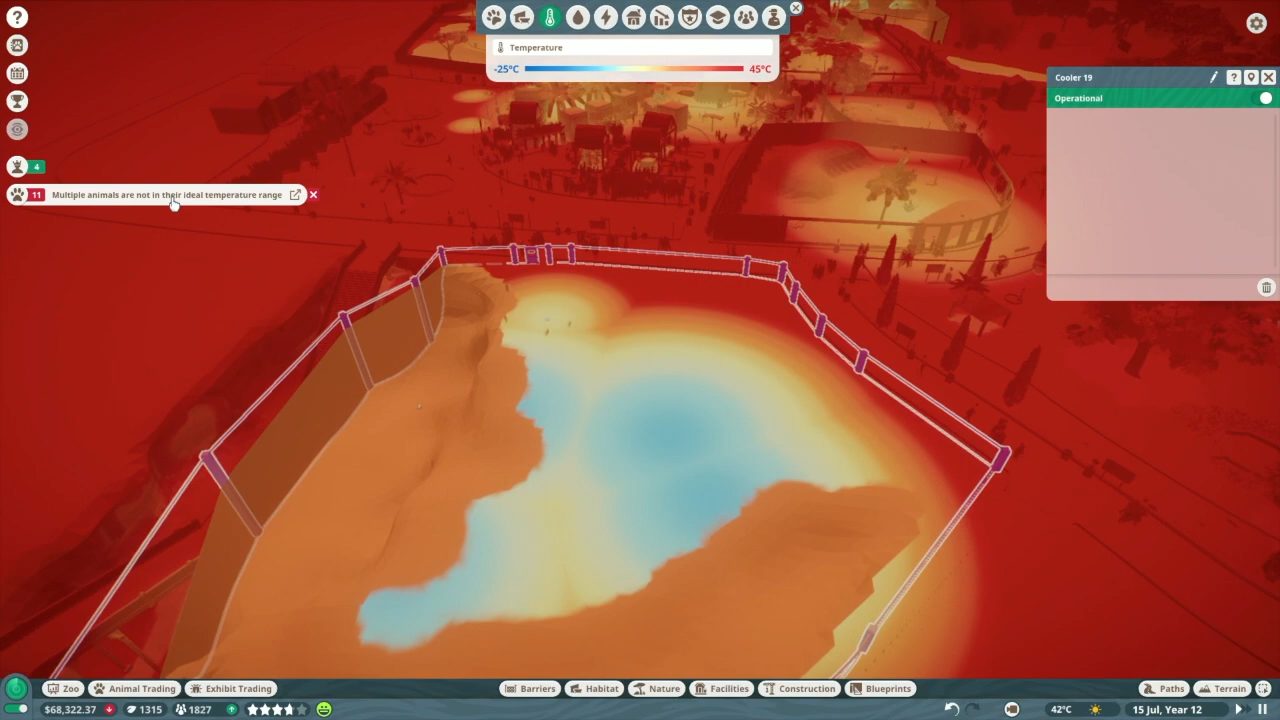 ?
Temperature
-25°C
45°C
Cooler 19
?
Operational
4
11 Multiple animals are not in their ideal temperature range
Zoo
Animal Trading
Exhibit Trading
Barriers
Habitat
Nature
Facilities
Construction
Blueprints
Paths
Terrain
$68,322.37
1315
1827
42°C
15 Jul, Year 12